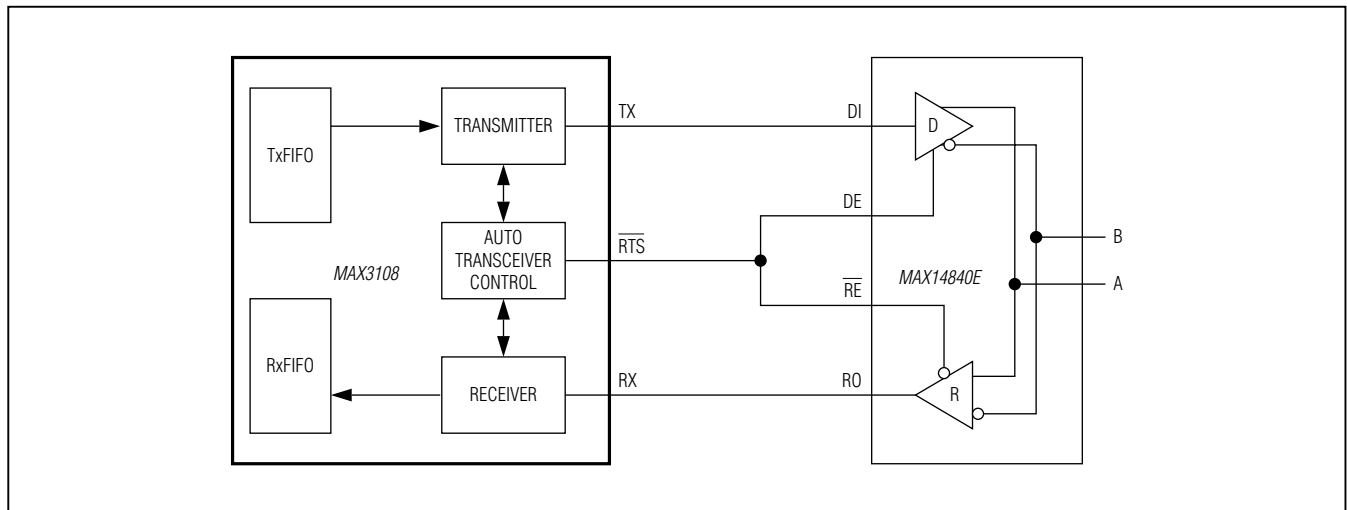 TxFIFO
TRANSMITTER
TX
DI
D
AUTO
TRANSCEIVER
CONTROL
RTS
DE
RE
MAX3108
MAX14840E
B
A
RxFIFO
RECEIVER
RX
RO
R